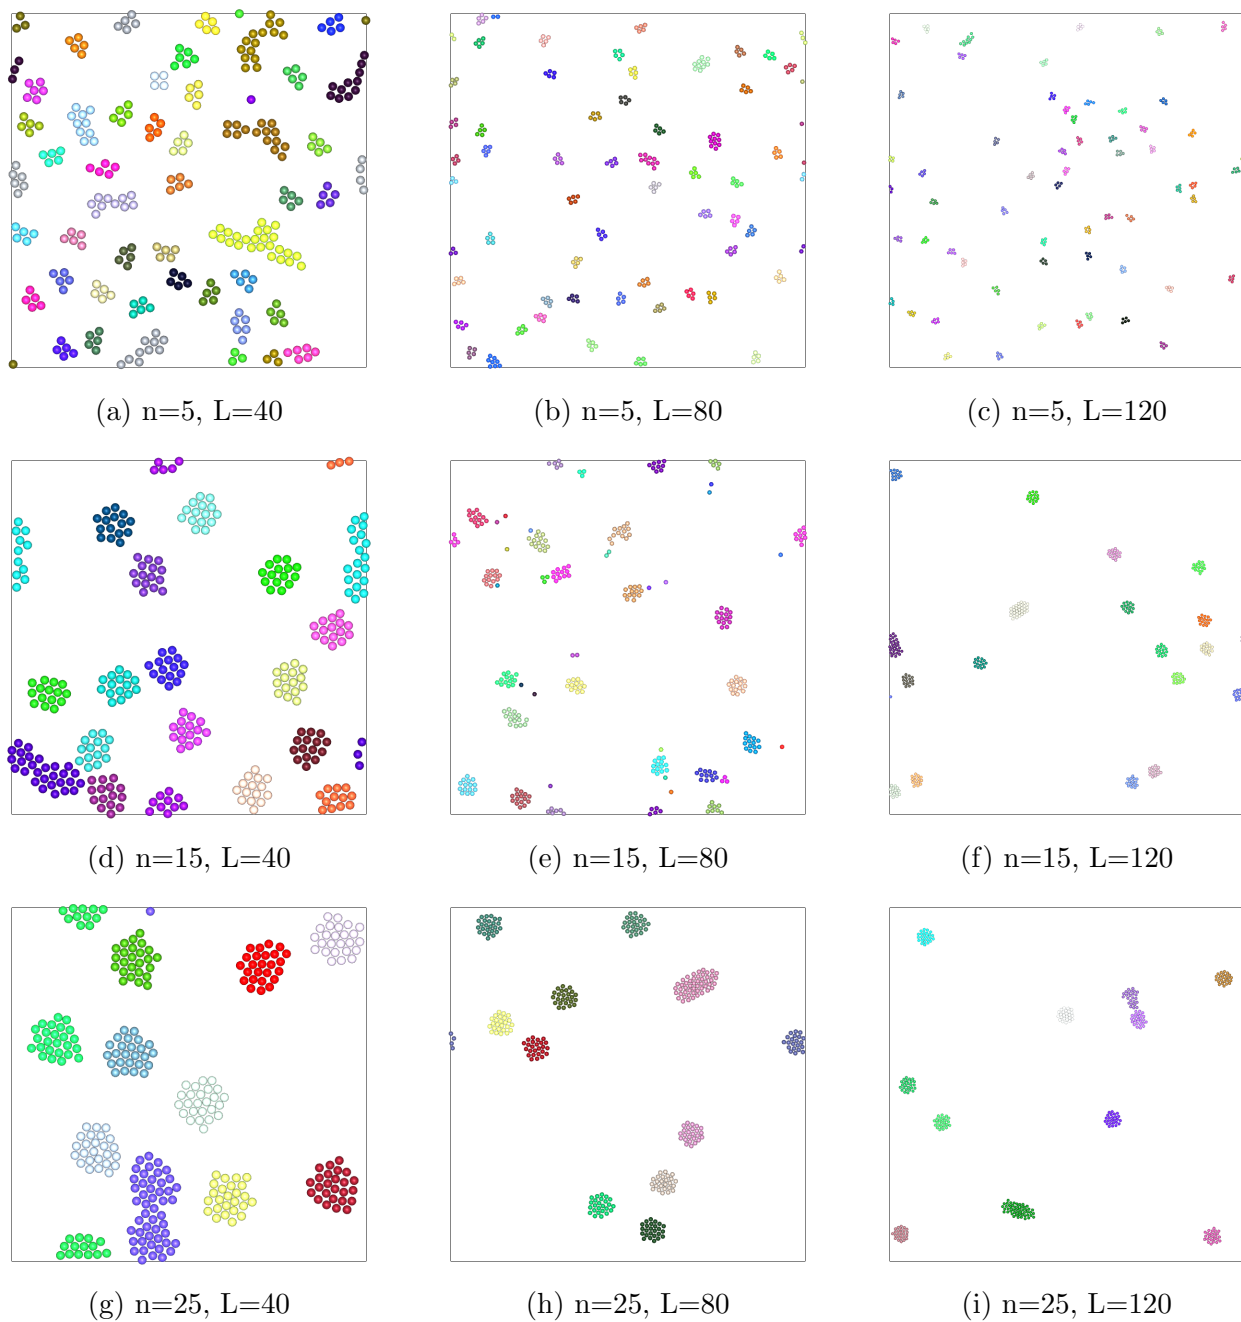 (a) n=5, L=40
(b) n=5, L=80
(c) n=5, L=120
(d) n=15, L=40
(e) n=15, L=80
(f) n=15, L=120
(g) n=25, L=40
(h) n=25, L=80
(i) n=25, L=120